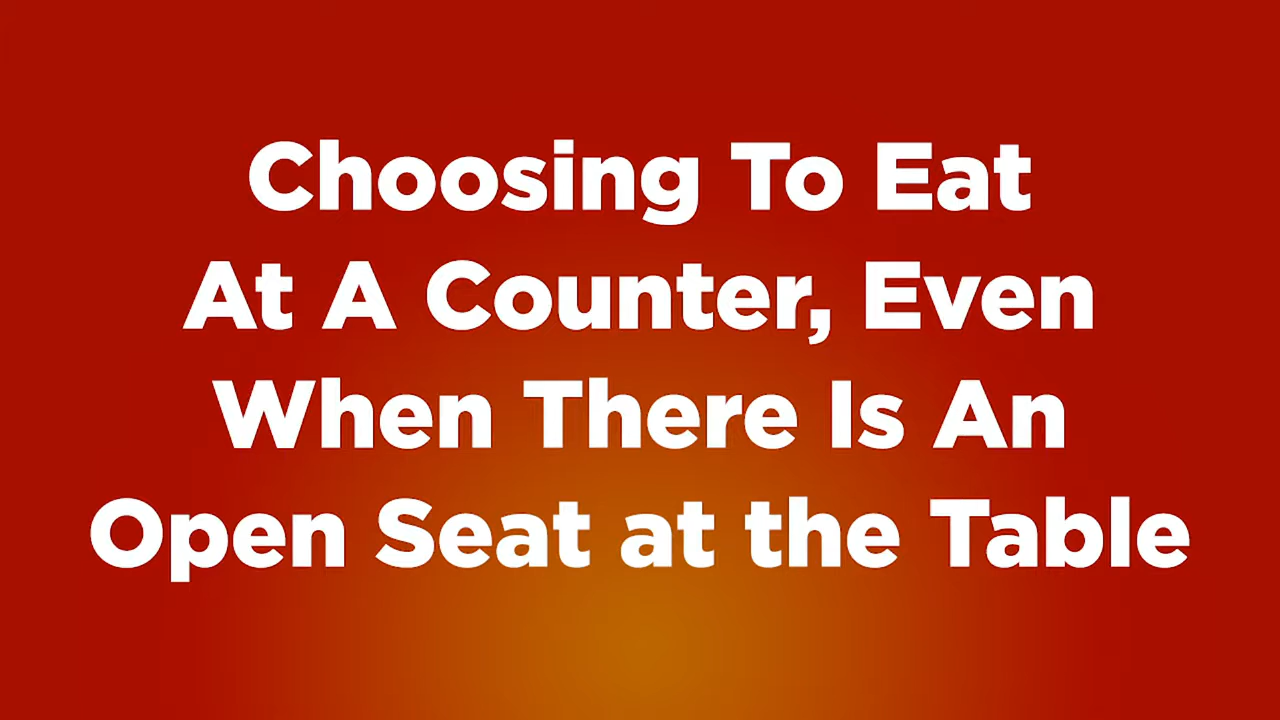 Choosing To Eat
At A Counter, Even
When There Is An
Open Seat at the Table